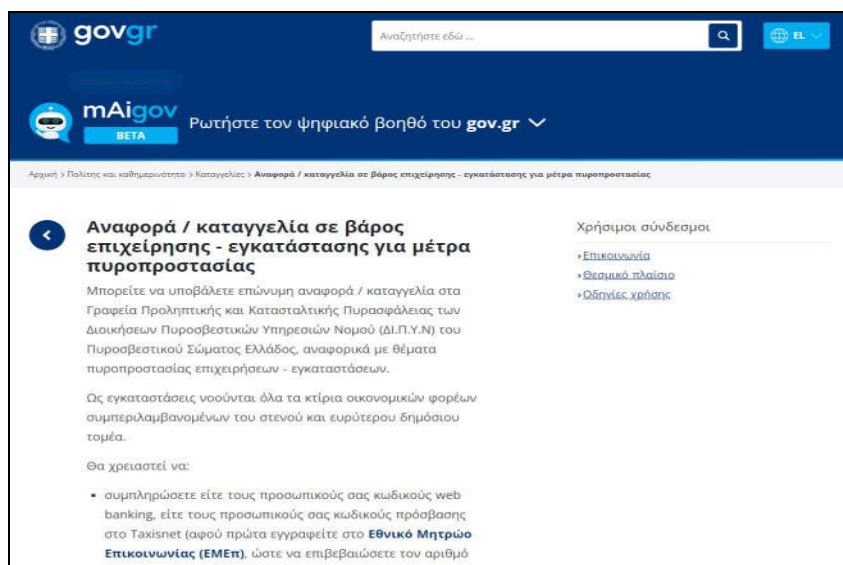 govgr
Αναζητήστε εδώ ...
EL
mAigov
BETA
Ρωτήστε τον ψηφιακό βοηθό του gov.gr
Αρχική > Πολίτης και καθημερινότητα > Καταγγελίες > Αναφορά / καταγγελία σε βάρος επιχείρησης - εγκατάστασης για μέτρα πυροπροστασίας
Αναφορά / καταγγελία σε βάρος
επιχείρησης - εγκατάστασης για μέτρα
πυροπροστασίας
Μπορείτε να υποβάλετε επώνυμη αναφορά / καταγγελία στα
Γραφεία Προληπτικής και Κατασταλτικής Πυρασφάλειας των
Διοικήσεων Πυροσβεστικών Υπηρεσιών Νομού (ΔΙ.Π.Υ.Ν) του
Πυροσβεστικού Σώματος Ελλάδος, αναφορικά με θέματα
πυροπροστασίας επιχειρήσεων - εγκαταστάσεων.
Ως εγκαταστάσεις νοούνται όλα τα κτίρια οικονομικών φορέων
συμπεριλαμβανομένων του στενού και ευρύτερου δημόσιου
τομέα.
Θα χρειαστεί να:
• συμπληρώσετε είτε τους προσωπικούς σας κωδικούς web
banking, είτε τους προσωπικούς σας κωδικούς πρόσβασης
στο Taxisnet (αφού πρώτα εγγραφείτε στο Εθνικό Μητρώο
Επικοινωνίας (ΕΜΕπ), ώστε να επιβεβαιώσετε τον αριθμό
Χρήσιμοι σύνδεσμοι
Επικοινωνία
Θεσμικό πλαίσιο
Οδηγίες χρήσης